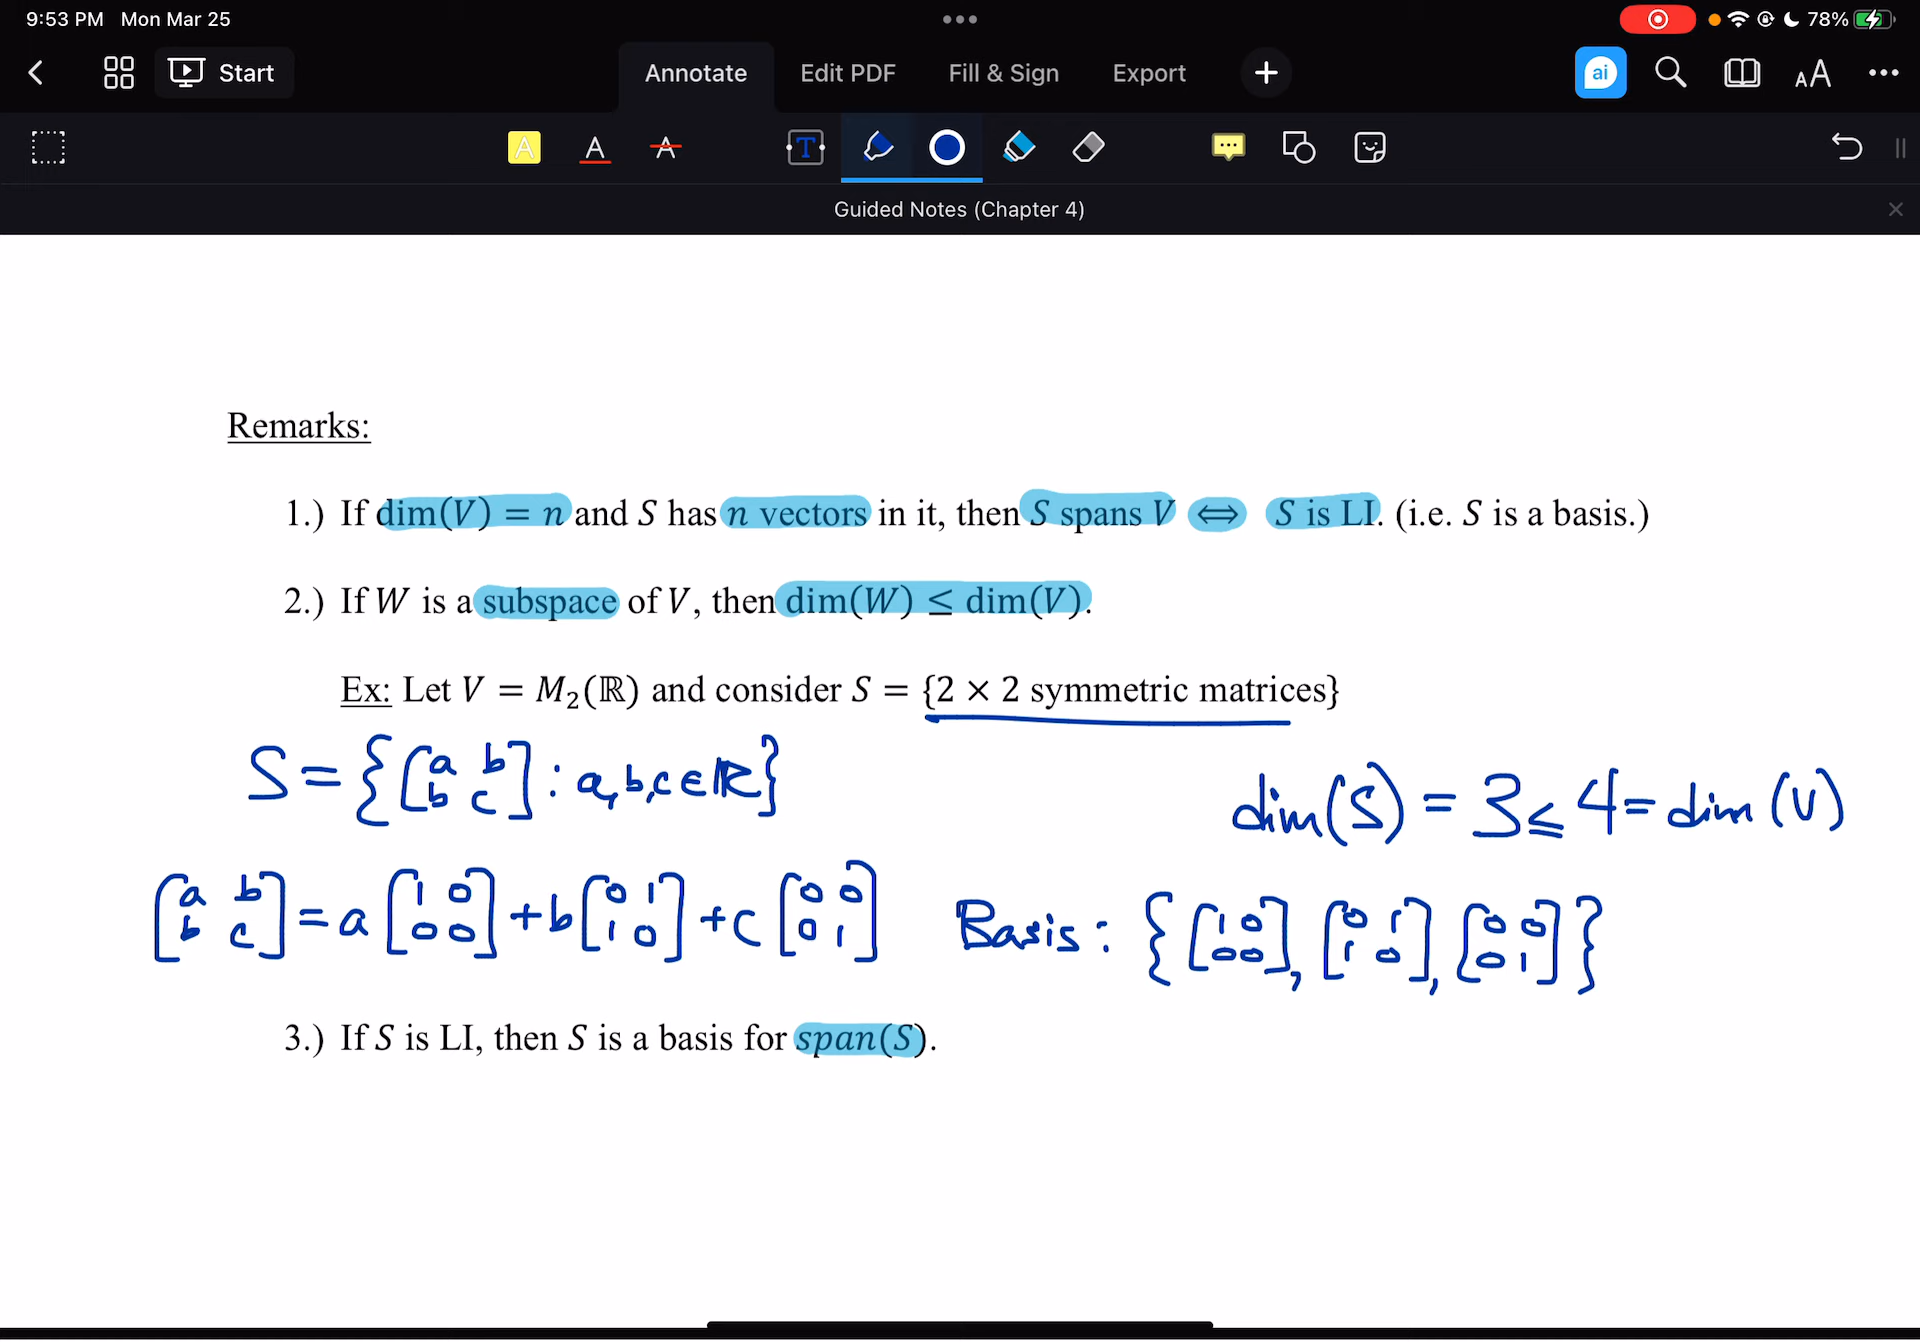 9:53 PM Mon Mar 25
78%
Start
Annotate Edit PDF Fill & Sign Export +
ai
AA
A A A T
Guided Notes (Chapter 4)
Remarks:
1.) If dim(V) = n and S has n vectors in it, then S spans V ⟺ S is LI. (i.e. S is a basis.)
2.) If W is a subspace of V, then dim(W) ≤ dim(V).
Ex: Let V = M₂(ℝ) and consider S = {2 × 2 symmetric matrices}
S = {[a b; b c] : a,b,c ∈ ℝ}
dim(S) = 3 ≤ 4 = dim(V)
[a b; b c] = a[1 0; 0 0] + b[0 1; 1 0] + c[0 0; 0 1]
Basis: {[1 0; 0 0], [0 1; 1 0], [0 0; 0 1]}
3.) If S is LI, then S is a basis for span(S).